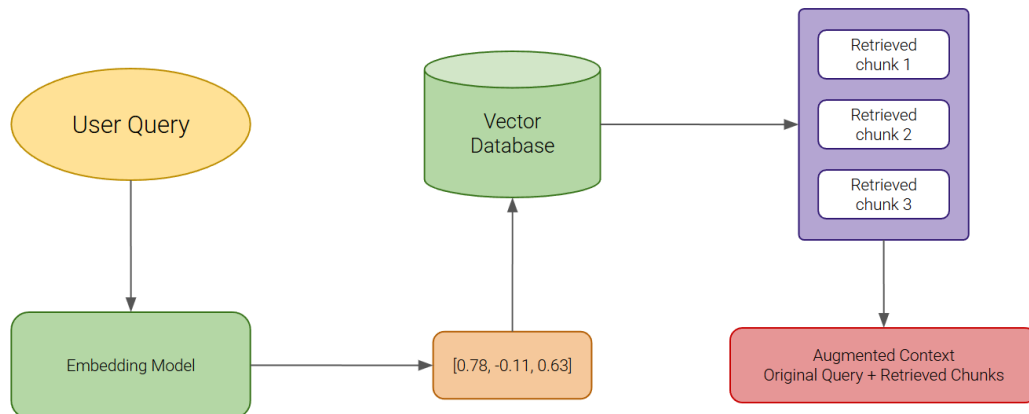 User Query
Embedding Model
[0.78, -0.11, 0.63]
Vector
Database
Retrieved
chunk 1
Retrieved
chunk 2
Retrieved
chunk 3
Augmented Context
Original Query + Retrieved Chunks